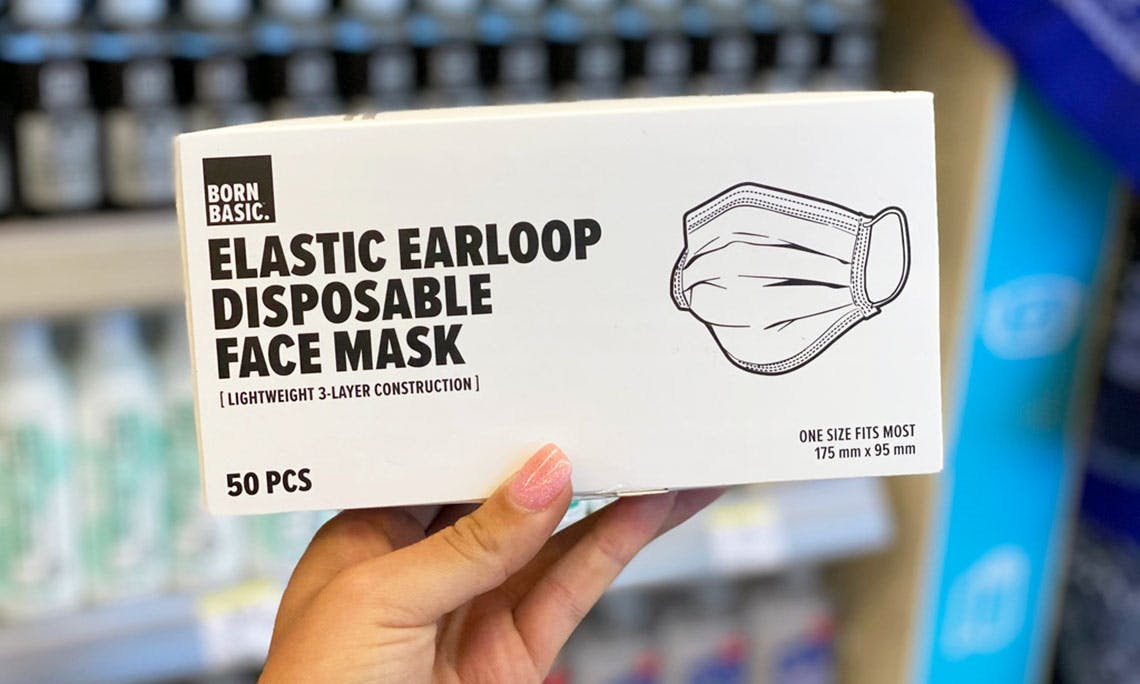 BORN
BASIC.
ELASTIC EARLOOP
DISPOSABLE
FACE MASK
[ LIGHTWEIGHT 3-LAYER CONSTRUCTION ]
50 PCS
ONE SIZE FITS MOST
175 mm x 95 mm